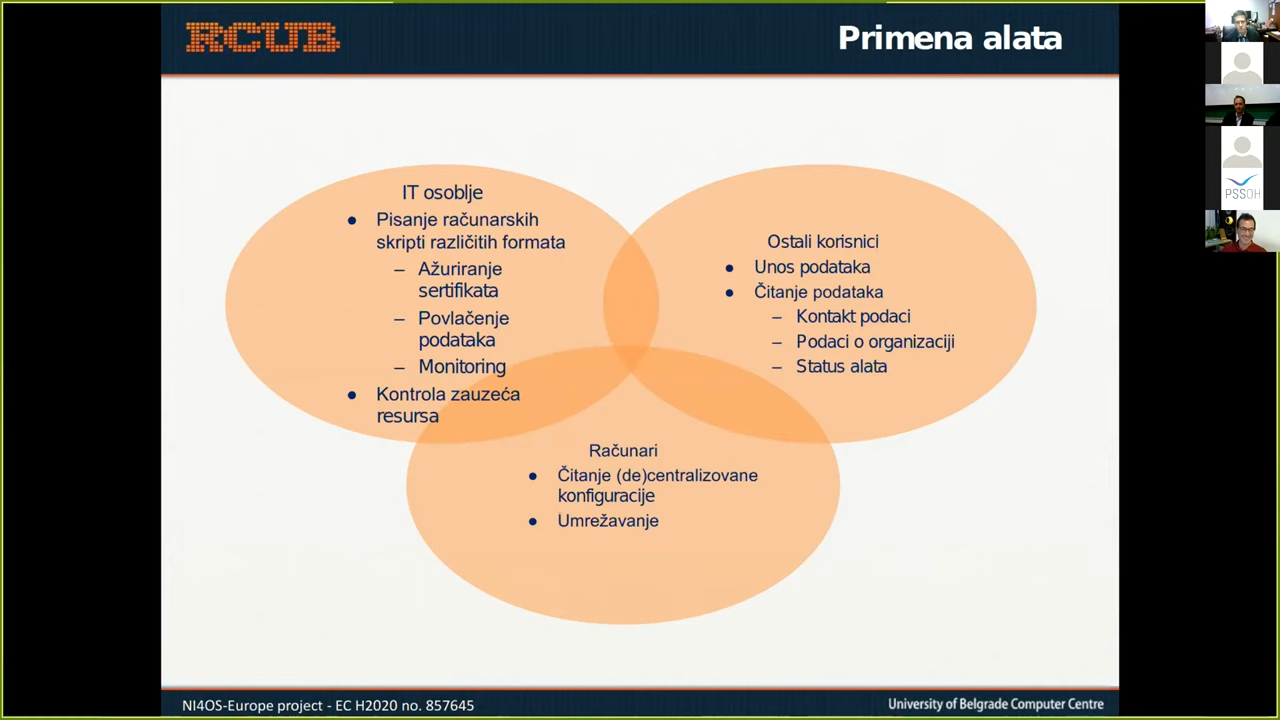 RCUB
Primena alata
IT osoblje
● Pisanje računarskih
skripti različitih formata
– Ažuriranje
sertifikata
– Povlačenje
podataka
– Monitoring
● Kontrola zauzeća
resursa
Ostali korisnici
● Unos podataka
● Čitanje podataka
– Kontakt podaci
– Podaci o organizaciji
– Status alata
Računari
● Čitanje (de)centralizovane
konfiguracije
● Umrežavanje
NI4OS-Europe project - EC H2020 no. 857645
University of Belgrade Computer Centre
PSSOH